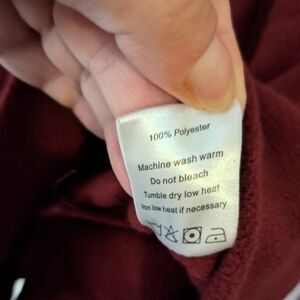 100% Polyester
Machine wash warm
Do not bleach
Tumble dry low heat
Iron low heat if necessary